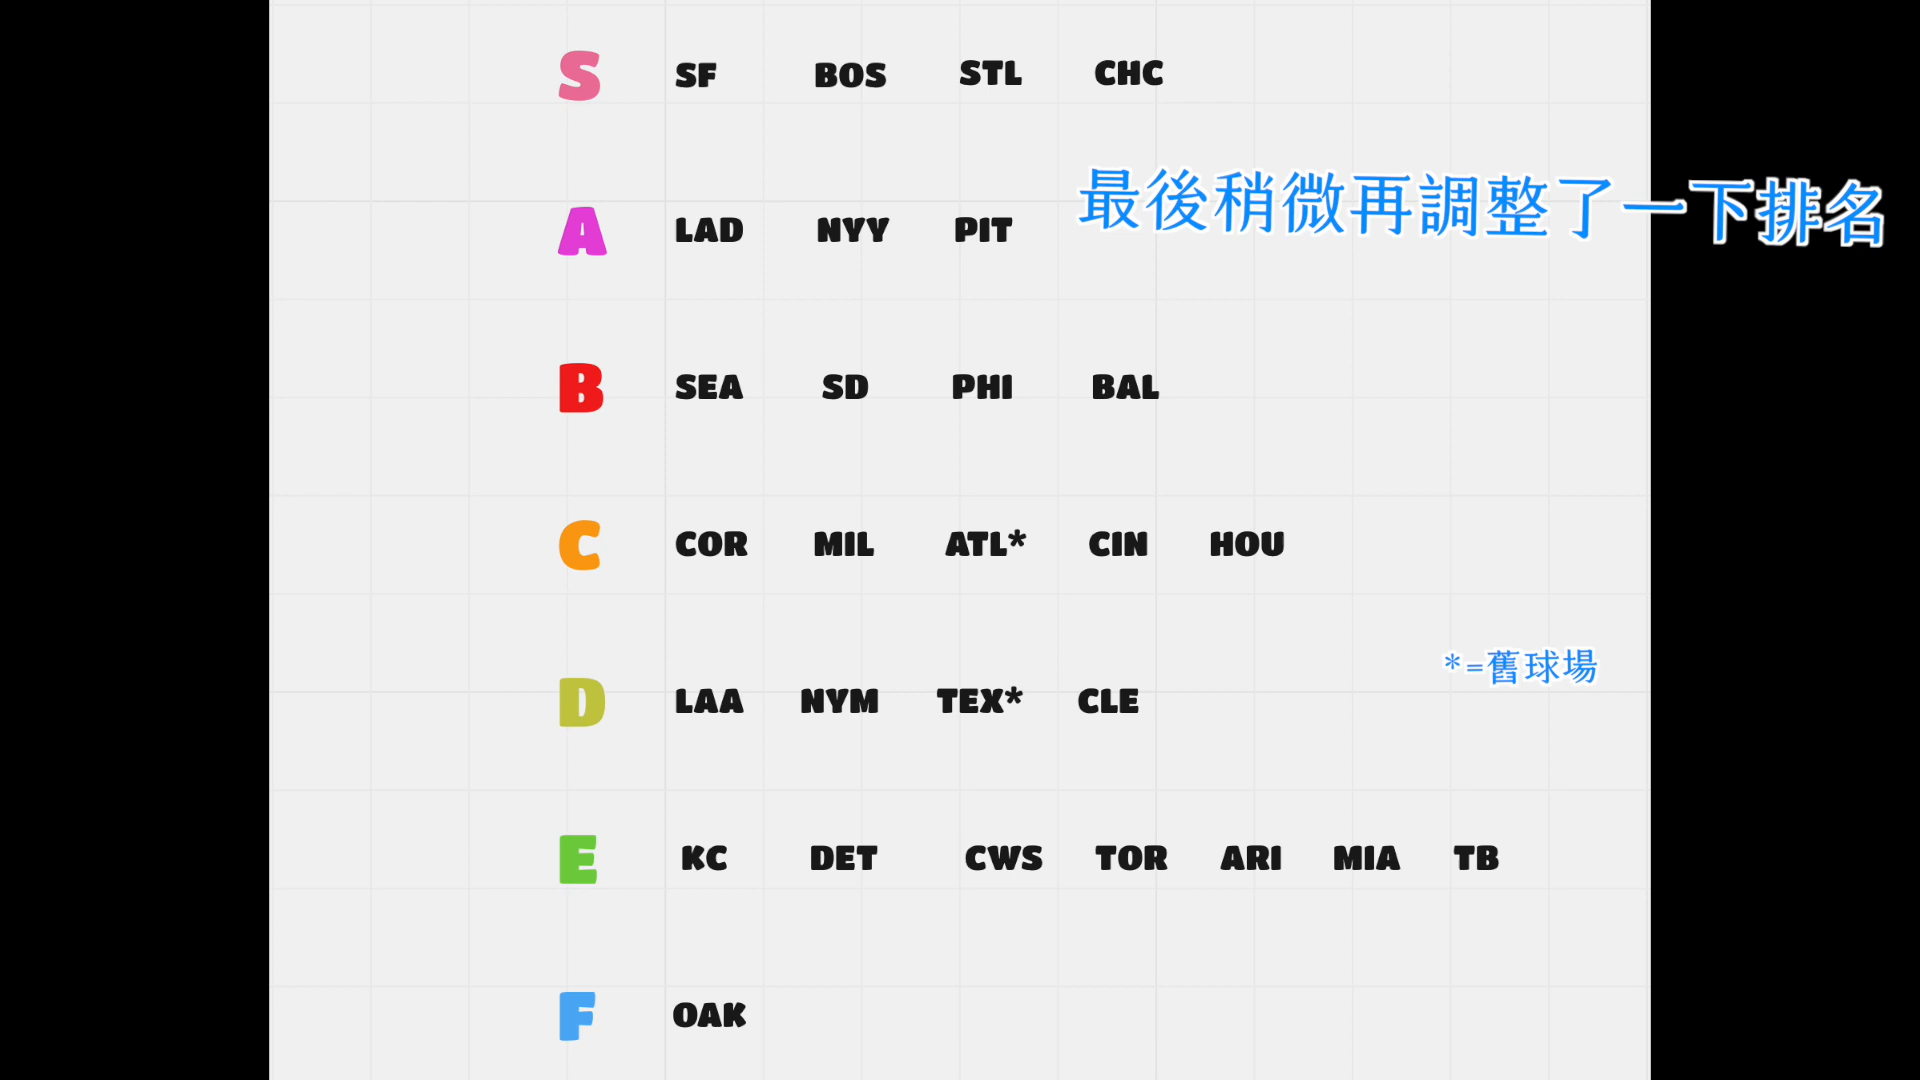 S SF BOS STL CHC
最後稍微再調整了一下排名
A LAD NYY PIT
B SEA SD PHI BAL
C COR MIL ATL* CIN HOU
*=舊球場
D LAA NYM TEX* CLE
E KC DET CWS TOR ARI MIA TB
F OAK